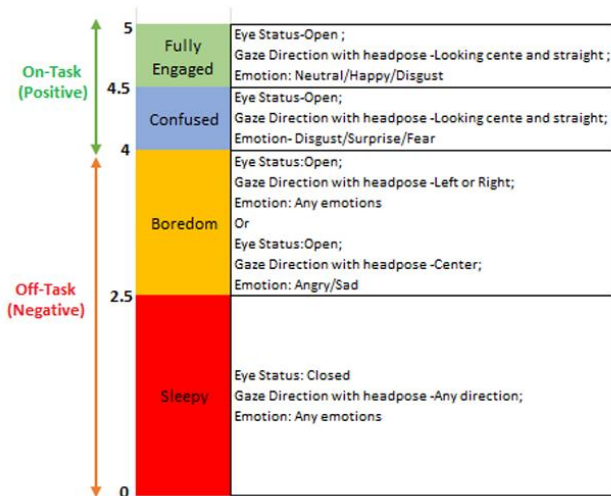 5
Fully
Engaged
Eye Status-Open ;
Gaze Direction with headpose -Looking cente and straight ;
Emotion: Neutral/Happy/Disgust
On-Task
(Positive)
4.5
Confused
Eye Status-Open;
Gaze Direction with headpose -Looking cente and straight;
Emotion- Disgust/Surprise/Fear
4
Boredom
Eye Status:Open;
Gaze Direction with headpose -Left or Right;
Emotion: Any emotions
Or
Eye Status:Open;
Gaze Direction with headpose -Center;
Emotion: Angry/Sad
Off-Task
(Negative)
2.5
Sleepy
Eye Status: Closed
Gaze Direction with headpose -Any direction;
Emotion: Any emotions
0